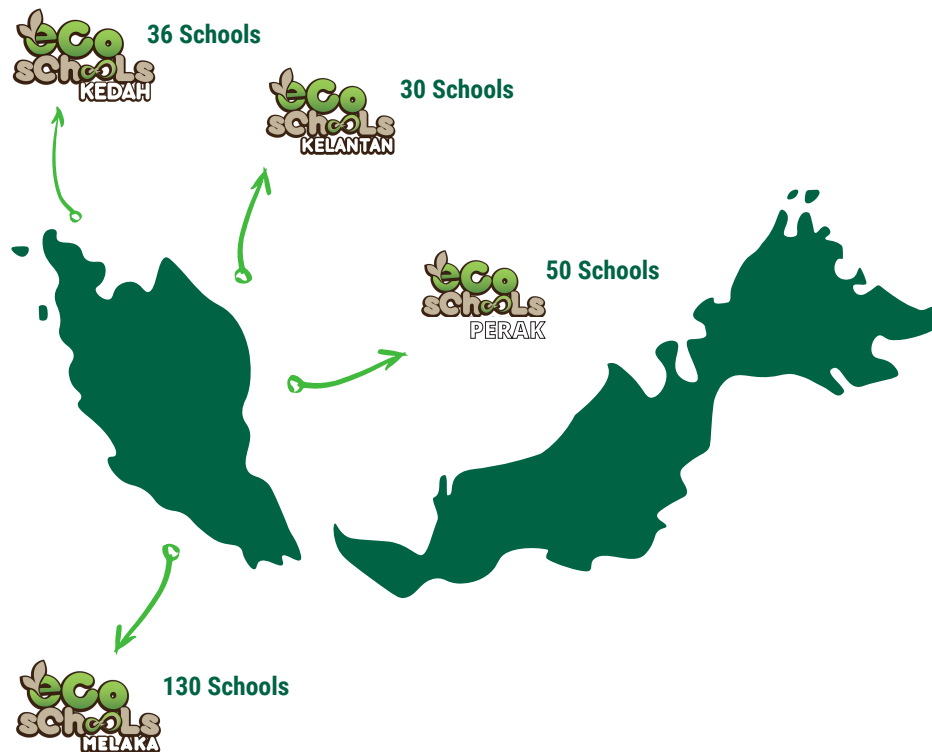 eco
schools
KEDAH
36 Schools
eco
schools
KELANTAN
30 Schools
eco
schools
PERAK
50 Schools
eco
schools
MELAKA
130 Schools